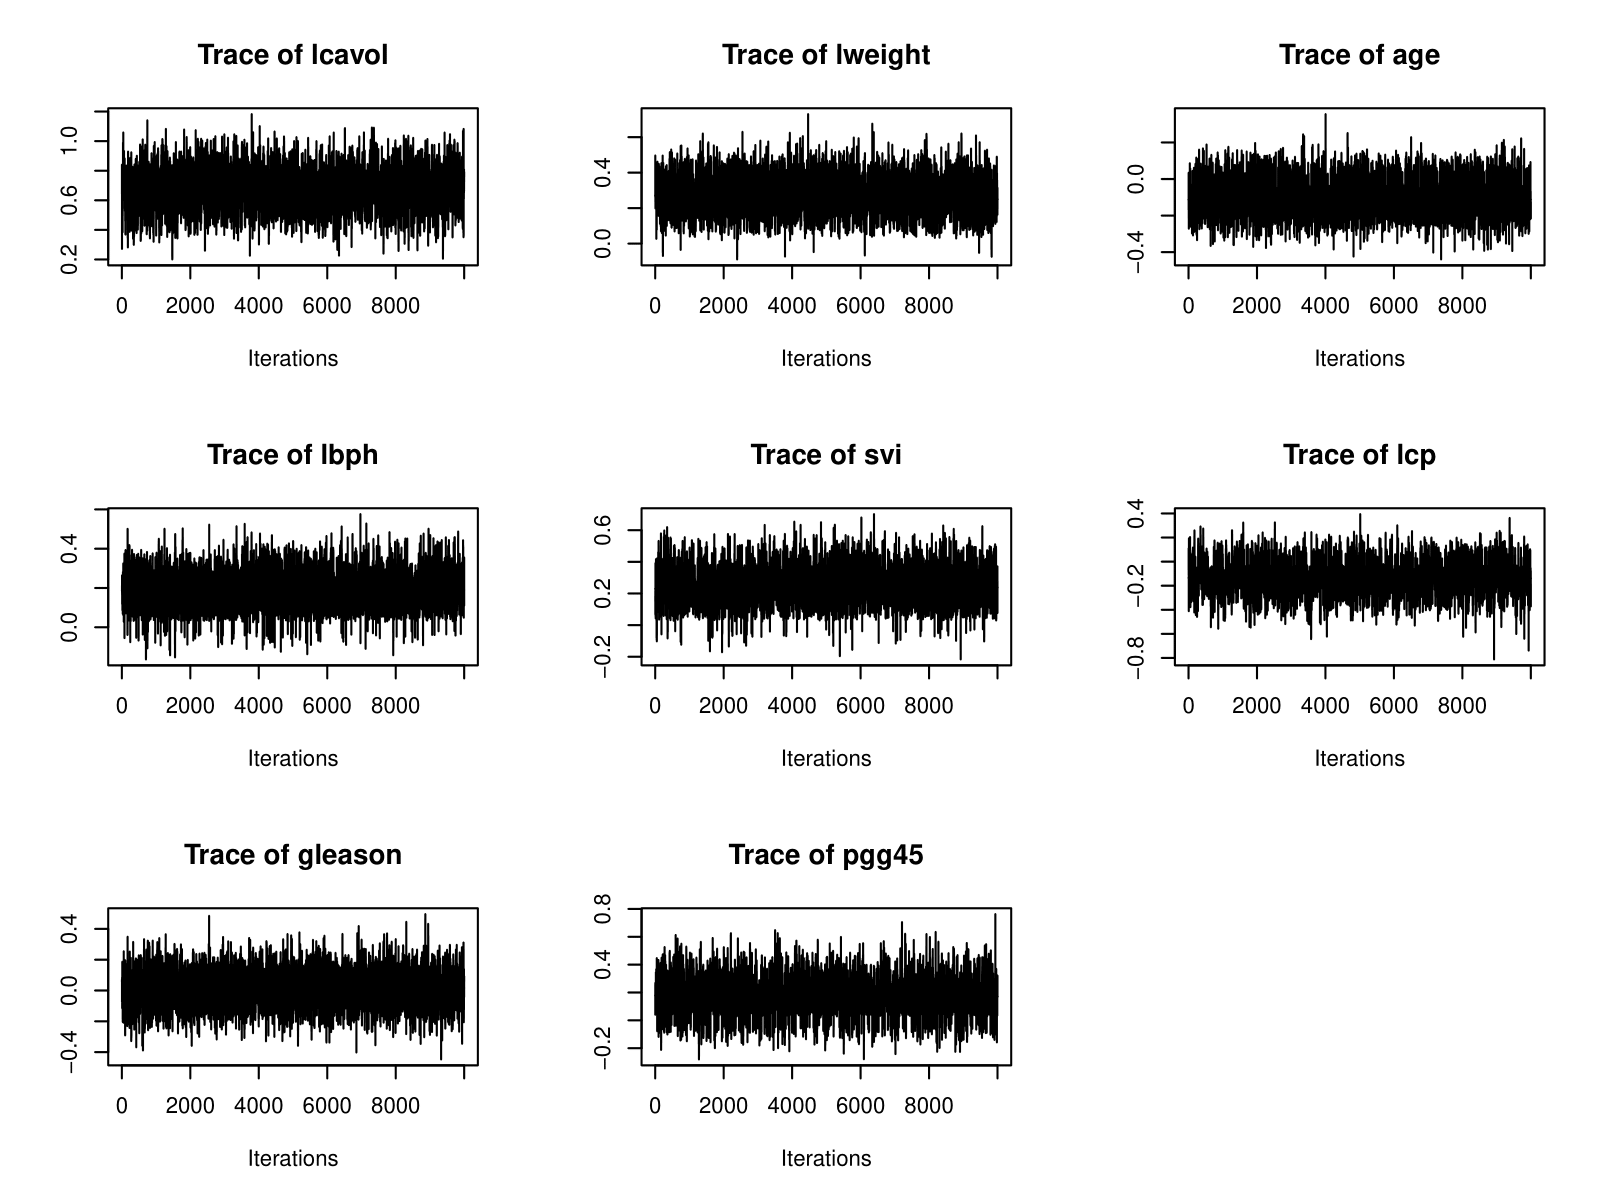 Trace of lcavol
0.2 0.6 1.0
0 2000 4000 6000 8000
Iterations
Trace of lweight
0.0 0.4
0 2000 4000 6000 8000
Iterations
Trace of age
−0.4 0.0
0 2000 4000 6000 8000
Iterations
Trace of lbph
0.0 0.4
0 2000 4000 6000 8000
Iterations
Trace of svi
−0.2 0.2 0.6
0 2000 4000 6000 8000
Iterations
Trace of lcp
−0.8 −0.2 0.4
0 2000 4000 6000 8000
Iterations
Trace of gleason
−0.4 0.0 0.4
0 2000 4000 6000 8000
Iterations
Trace of pgg45
−0.2 0.4 0.8
0 2000 4000 6000 8000
Iterations